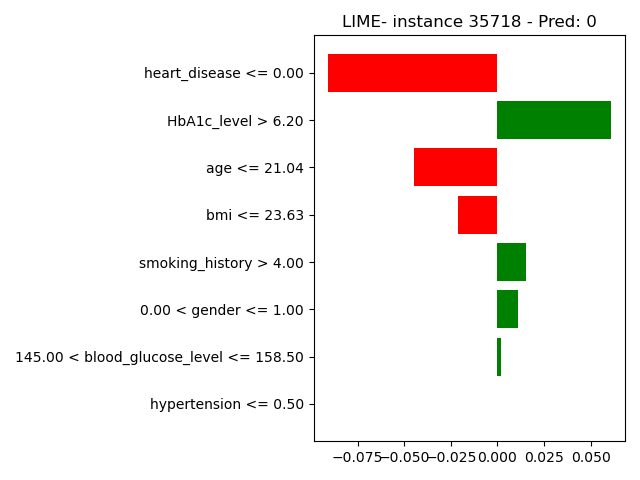 LIME- instance 35718 - Pred: 0
heart_disease <= 0.00
HbA1c_level > 6.20
age <= 21.04
bmi <= 23.63
smoking_history > 4.00
0.00 < gender <= 1.00
145.00 < blood_glucose_level <= 158.50
hypertension <= 0.50
−0.075 −0.050 −0.025 0.000 0.025 0.050